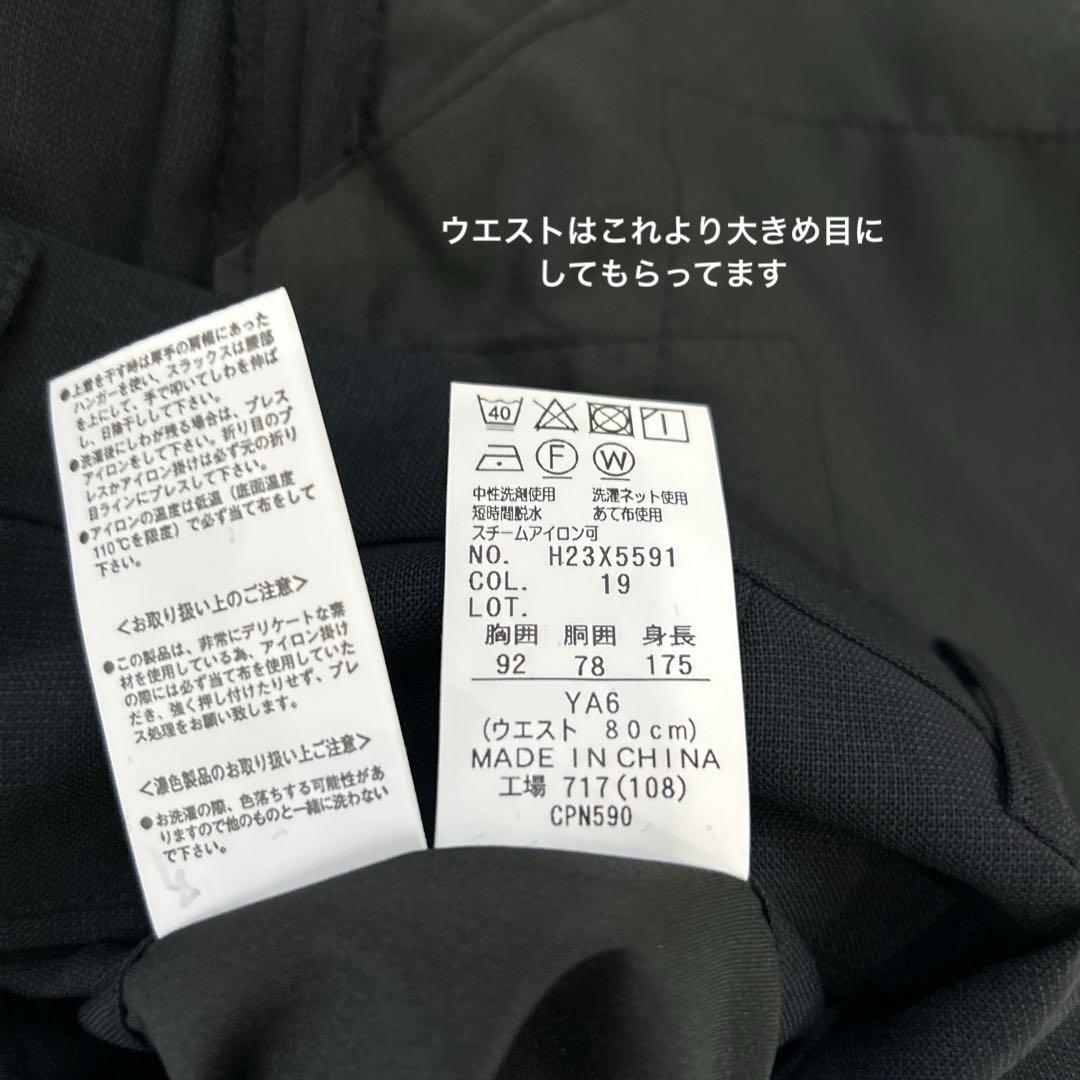 ウエストはこれより大きめ目に
してもらってます
●上着を干す時は厚手の肩幅にあった
ハンガーを使い、スラックスは腰部
を上にして、手で叩いてしわを伸ば
し、日陰干しして下さい。
●洗濯後にしわが残る場合は、プレス
アイロンをして下さい。折り目のプ
レスかアイロン掛けは必ず元の折り
目ラインにプレスして下さい。
●アイロンの温度は低温（底面温度
110℃を限度）で必ず当て布をして
下さい。
＜お取り扱い上のご注意＞
●この製品は、非常にデリケートな素
材を使用している為、アイロン掛け
の際には必ず当て布を使用していた
だき、強く押し付けたりせず、プレ
ス処理をお願い致します。
＜濃色製品のお取り扱い上ご注意＞
●お洗濯の際、色落ちする可能性があ
りますので他のものと一緒に洗わない
で下さい。
40
F W
中性洗剤使用 洗濯ネット使用
短時間脱水 あて布使用
スチームアイロン可
NO. H23X5591
COL. 19
LOT.
胸囲 胴囲 身長
92 78 175
YA6
(ウエスト 80cm)
MADE IN CHINA
工場 717(108)
CPN590